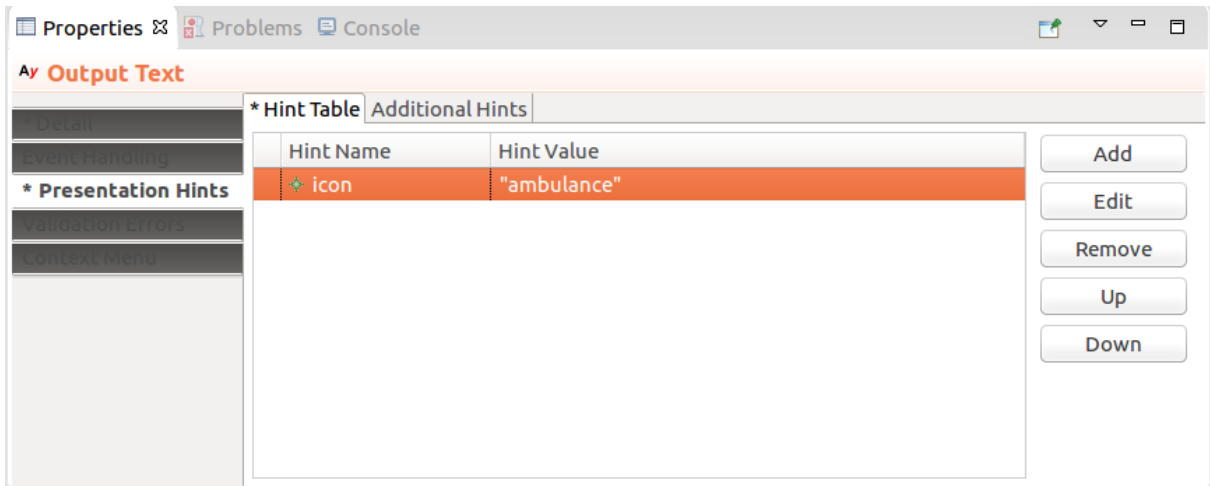 Properties Problems Console
Ay Output Text
* Hint Table Additional Hints
* Detail
Event Handling
* Presentation Hints
Validation Errors
Context Menu
Hint Name Hint Value
icon "ambulance"
Add
Edit
Remove
Up
Down